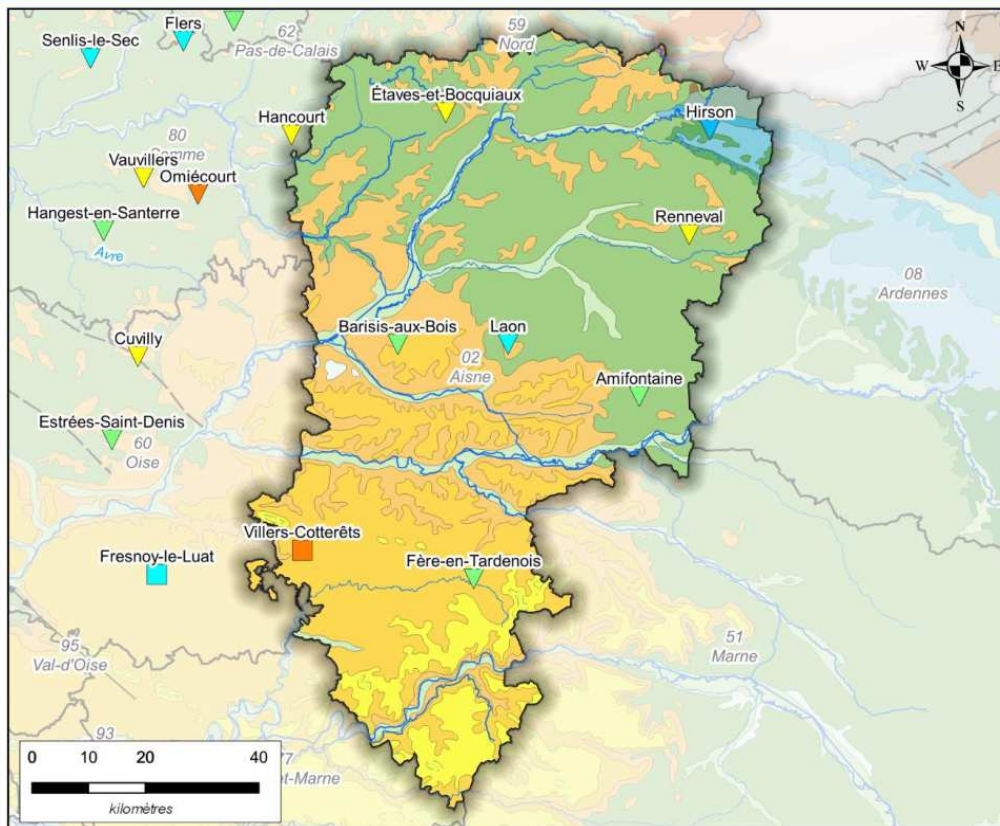 Flers
62
Pas-de-Calais
59
Nord
N
W
E
S
Senlis-le-Sec
Étaves-et-Bocquiaux
Hancourt
Hirson
80
Somme
Vauvillers
Omiécourt
Hangest-en-Santerre
Renneval
Avre
08
Ardennes
Cuvilly
Barisis-aux-Bois
Laon
02
Aisne
Amifontaine
Estrées-Saint-Denis
60
Oise
Villers-Cotterêts
Fresnoy-le-Luat
Fère-en-Tardenois
51
Marne
95
Val-d'Oise
93
77
et-Marne
0
10
20
40
kilomètres